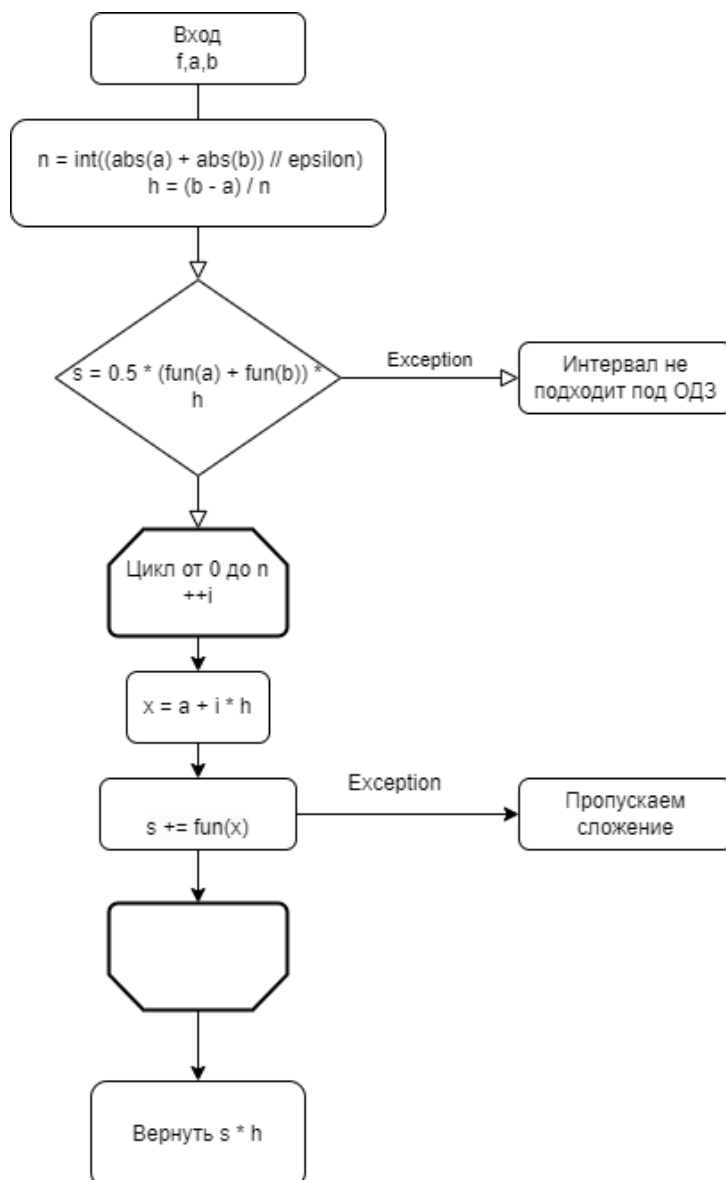 Вход
f,a,b
n = int((abs(a) + abs(b)) // epsilon)
h = (b - a) / n
s = 0.5 * (fun(a) + fun(b)) *
h
Exception
Интервал не
подходит под ОДЗ
Цикл от 0 до n
++i
x = a + i * h
s += fun(x)
Exception
Пропускаем
сложение
Вернуть s * h